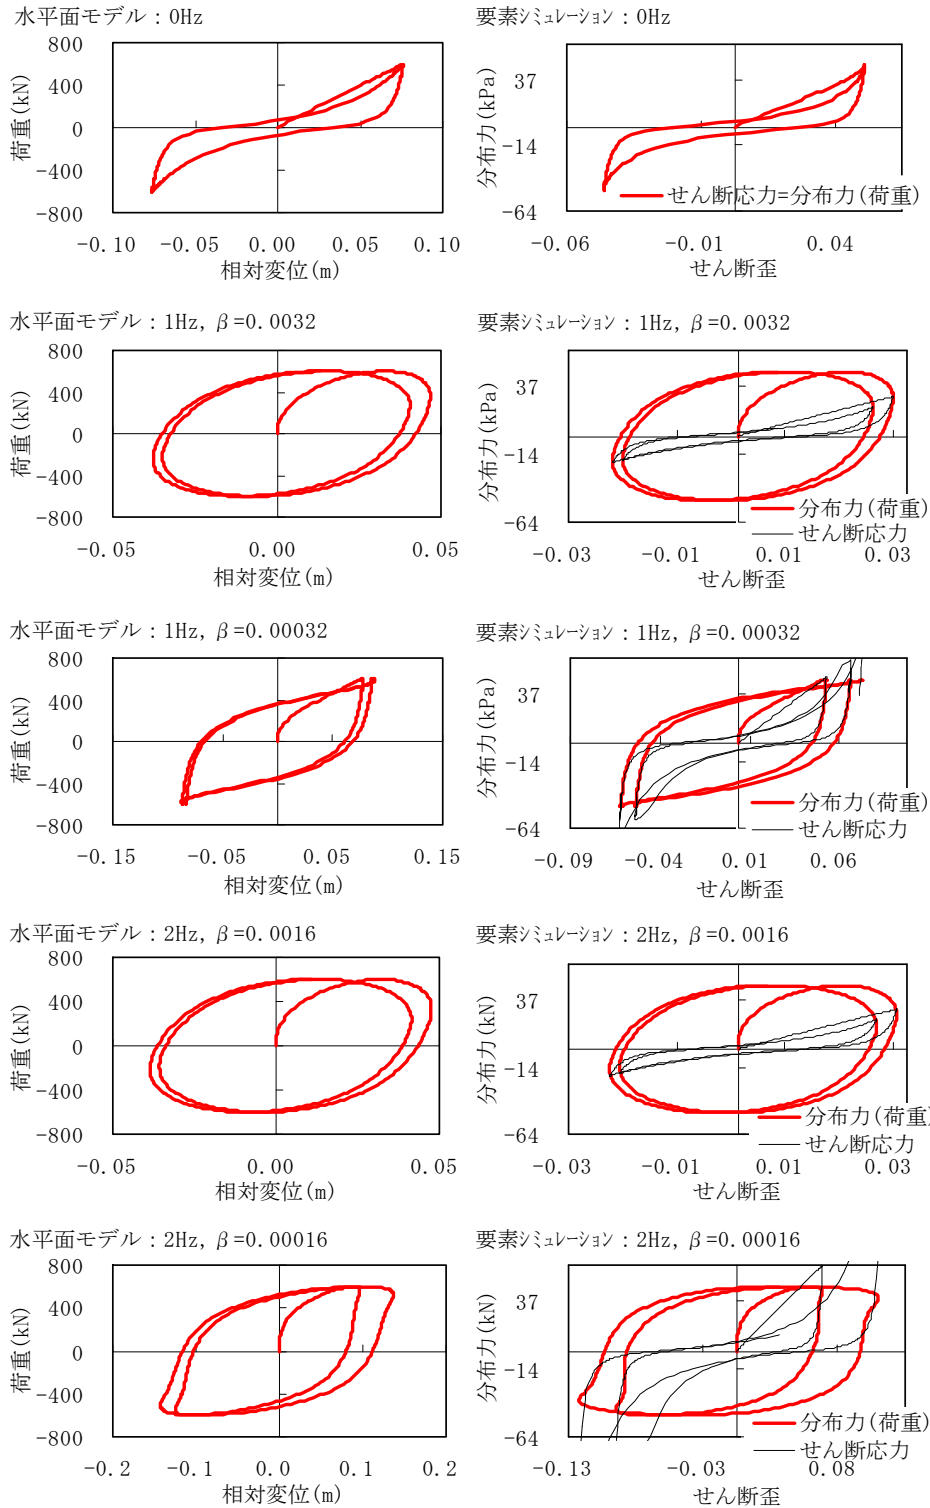 水平面モデル：0Hz
800
400
0
-400
-800
荷重(kN)
-0.10 -0.05 0.00 0.05 0.10
相対変位(m)
要素シミュレーション：0Hz
37
-14
-64
分布力(kPa)
せん断応力=分布力(荷重)
-0.06 -0.01 0.04
せん断歪
水平面モデル：1Hz, β=0.0032
800
400
0
-400
-800
荷重(kN)
-0.05 0.00 0.05
相対変位(m)
要素シミュレーション：1Hz, β=0.0032
37
-14
-64
分布力(kPa)
分布力(荷重)
せん断応力
-0.03 -0.01 0.01 0.03
せん断歪
水平面モデル：1Hz, β=0.00032
800
400
0
-400
-800
荷重(kN)
-0.15 -0.05 0.05 0.15
相対変位(m)
要素シミュレーション：1Hz, β=0.00032
37
-14
-64
分布力(kPa)
分布力(荷重)
せん断応力
-0.09 -0.04 0.01 0.06
せん断歪
水平面モデル：2Hz, β=0.0016
800
400
0
-400
-800
荷重(kN)
-0.05 0.00 0.05
相対変位(m)
要素シミュレーション：2Hz, β=0.0016
37
-14
-64
分布力(kN)
分布力(荷重)
せん断応力
-0.03 -0.01 0.01 0.03
せん断歪
水平面モデル：2Hz, β=0.00016
800
400
0
-400
-800
荷重(kN)
-0.2 -0.1 0.0 0.1 0.2
相対変位(m)
要素シミュレーション：2Hz, β=0.00016
37
-14
-64
分布力(kN)
分布力(荷重)
せん断応力
-0.13 -0.03 0.08
せん断歪